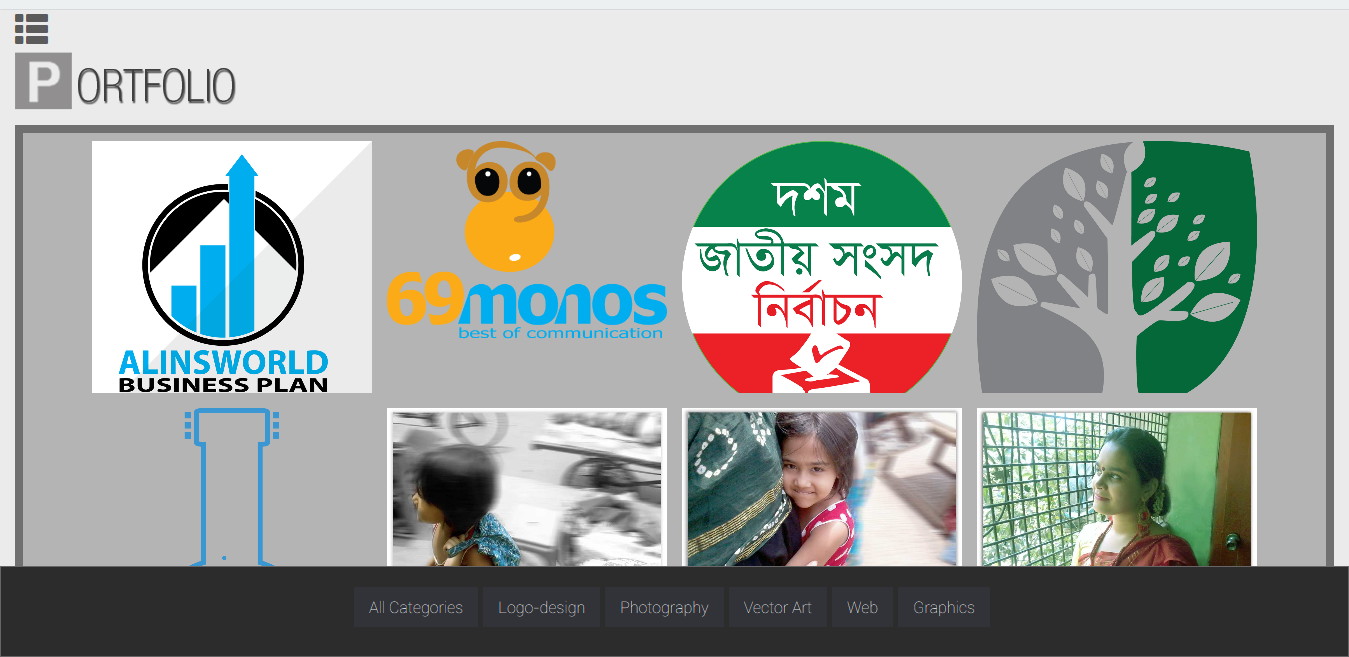 PORTFOLIO
ALINSWORLD
BUSINESS PLAN
69monos
best of communication
দশম
জাতীয় সংসদ
নির্বাচন
All Categories
Logo-design
Photography
Vector Art
Web
Graphics